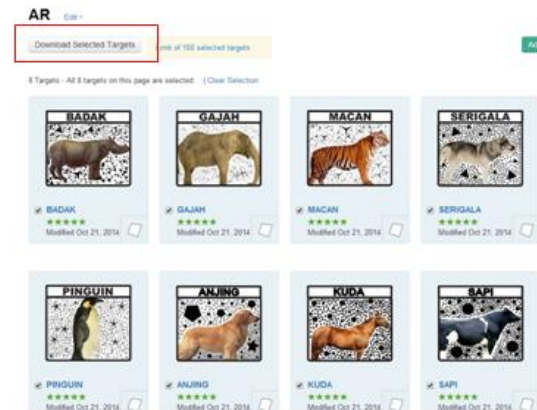 AR Edit
Download Selected Targets Limit of 100 selected targets
8 Targets - All 8 targets on this page are selected. (Clear Selection
BADAK GAJAH MACAN SERIGALA
BADAK GAJAH MACAN SERIGALA
Modified Oct 21, 2014 Modified Oct 21, 2014 Modified Oct 21, 2014 Modified Oct 21, 2014
PINGUIN ANJING KUDA SAPI
PINGUIN ANJING KUDA SAPI
Modified Oct 21, 2014 Modified Oct 21, 2014 Modified Oct 21, 2014 Modified Oct 21, 2014